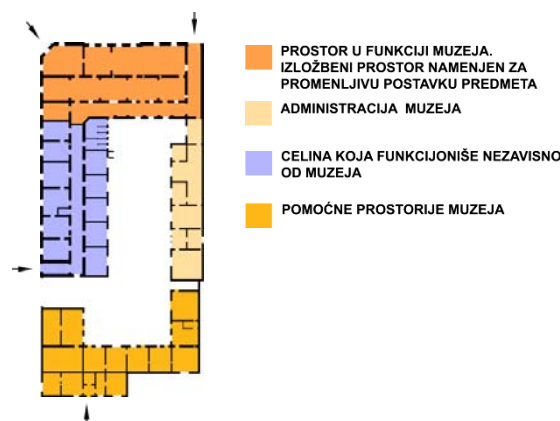 PROSTOR U FUNKCIJI MUZEJA.
IZLOŽBENI PROSTOR NAMENJEN ZA
PROMENLJIVU POSTAVKU PREDMETA
ADMINISTRACIJA MUZEJA
CELINA KOJA FUNKCIJONIŠE NEZAVISNO
OD MUZEJA
POMOĆNE PROSTORIJE MUZEJA